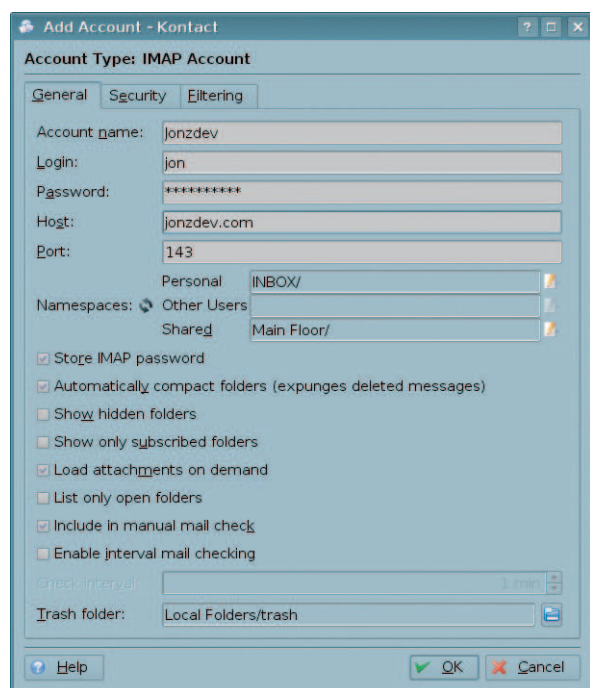 Add Account - Kontact
Account Type: IMAP Account
General Security Filtering
Account name: Jonzdev
Login: jon
Password: **********
Host: jonzdev.com
Port: 143
Personal INBOX/
Namespaces: Other Users
Shared Main Floor/
Store IMAP password
Automatically compact folders (expunges deleted messages)
Show hidden folders
Show only subscribed folders
Load attachments on demand
List only open folders
Include in manual mail check
Enable interval mail checking
Check interval: 1 min
Trash folder: Local Folders/trash
Help OK Cancel